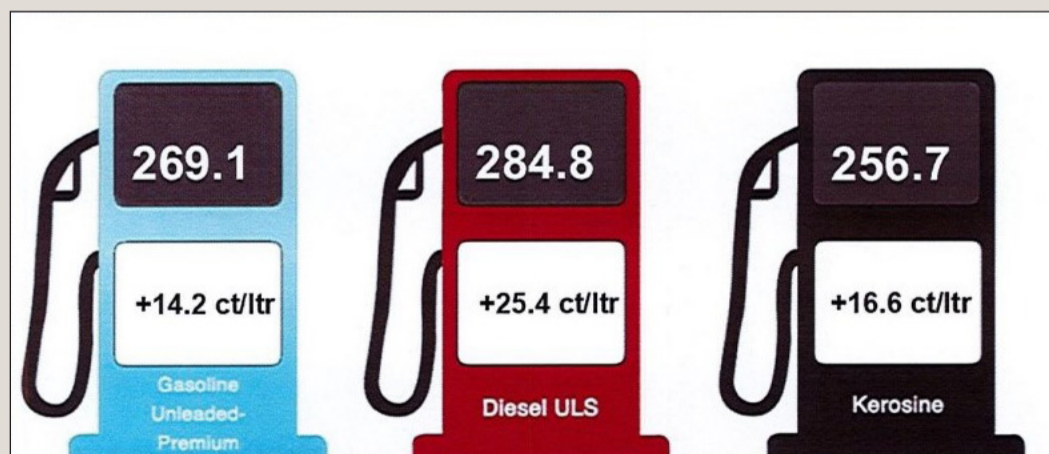 269.1
+14.2 ct/ltr
Gasoline
Unleaded-
Premium
284.8
+25.4 ct/ltr
Diesel ULS
256.7
+16.6 ct/ltr
Kerosine